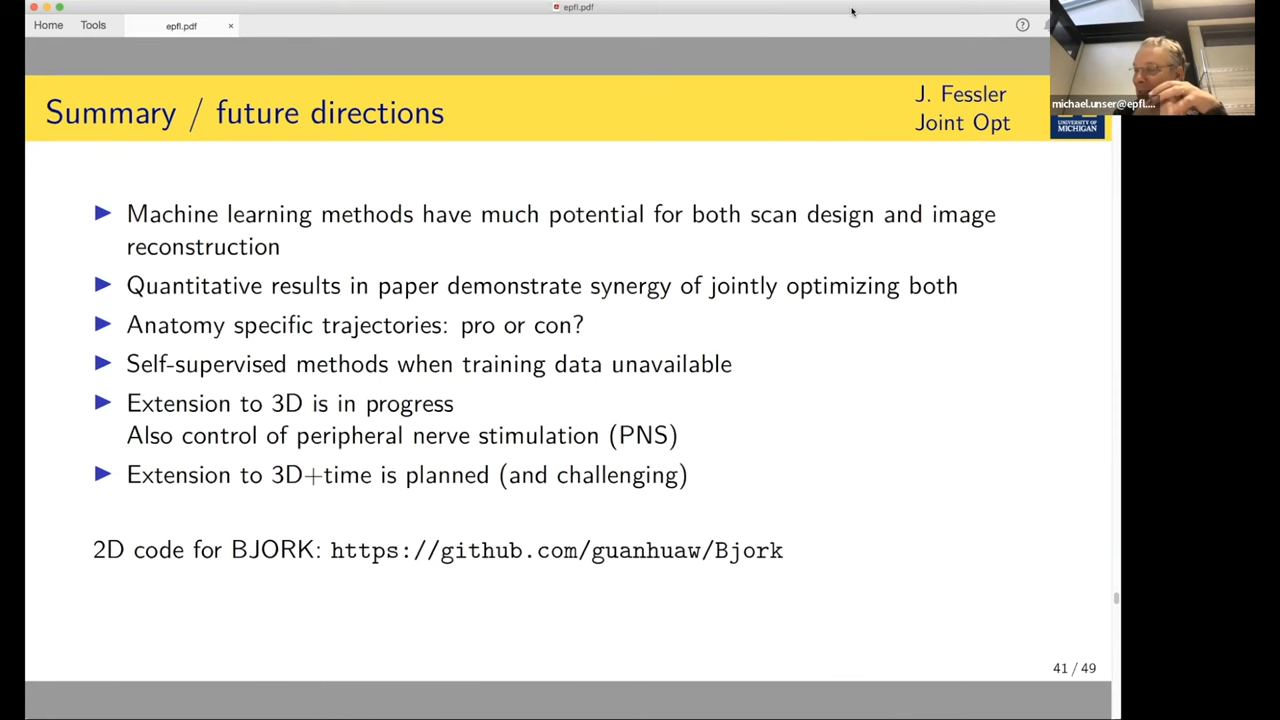 epfl.pdf
Home
Tools
epfl.pdf
×
?
michael.unser@epfl....
Summary / future directions
J. Fessler
Joint Opt
UNIVERSITY OF
MICHIGAN
Machine learning methods have much potential for both scan design and image
reconstruction
Quantitative results in paper demonstrate synergy of jointly optimizing both
Anatomy specific trajectories: pro or con?
Self-supervised methods when training data unavailable
Extension to 3D is in progress
Also control of peripheral nerve stimulation (PNS)
Extension to 3D+time is planned (and challenging)
2D code for BJORK: https://github.com/guanhuaw/Bjork
41 / 49